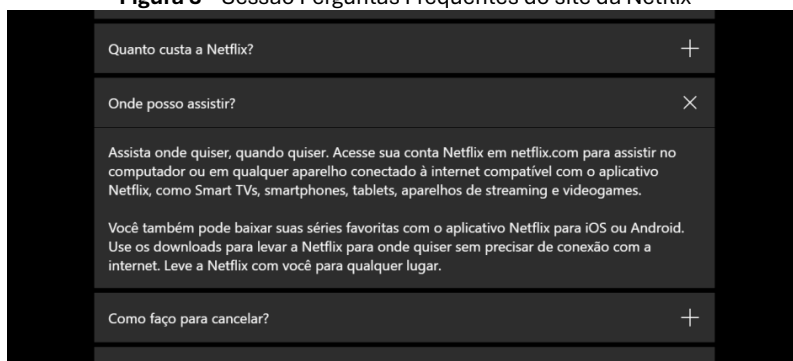 Figura 8 - Sessão Perguntas Frequentes do site da Netflix
Quanto custa a Netflix?
Onde posso assistir?
Assista onde quiser, quando quiser. Acesse sua conta Netflix em netflix.com para assistir no
computador ou em qualquer aparelho conectado à internet compatível com o aplicativo
Netflix, como Smart TVs, smartphones, tablets, aparelhos de streaming e videogames.
Você também pode baixar suas séries favoritas com o aplicativo Netflix para iOS ou Android.
Use os downloads para levar a Netflix para onde quiser sem precisar de conexão com a
internet. Leve a Netflix com você para qualquer lugar.
Como faço para cancelar?